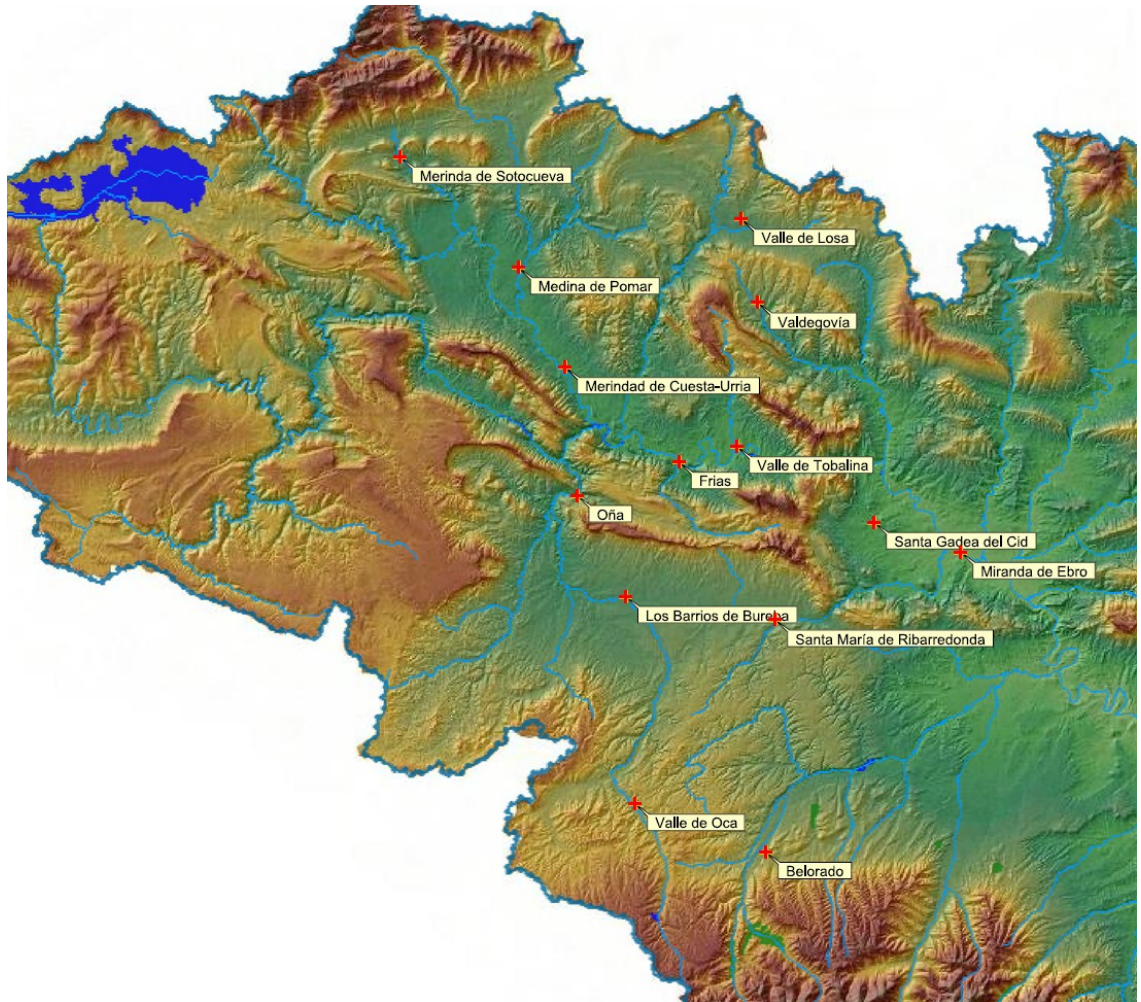 Merinda de Sotocueva
Valle de Losa
Medina de Pomar
Valdegovía
Merindad de Cuesta-Urria
Valle de Tobalina
Frias
Oña
Santa Gadea del Cid
Miranda de Ebro
Los Barrios de Bureba
Santa María de Ribarredonda
Valle de Oca
Belorado